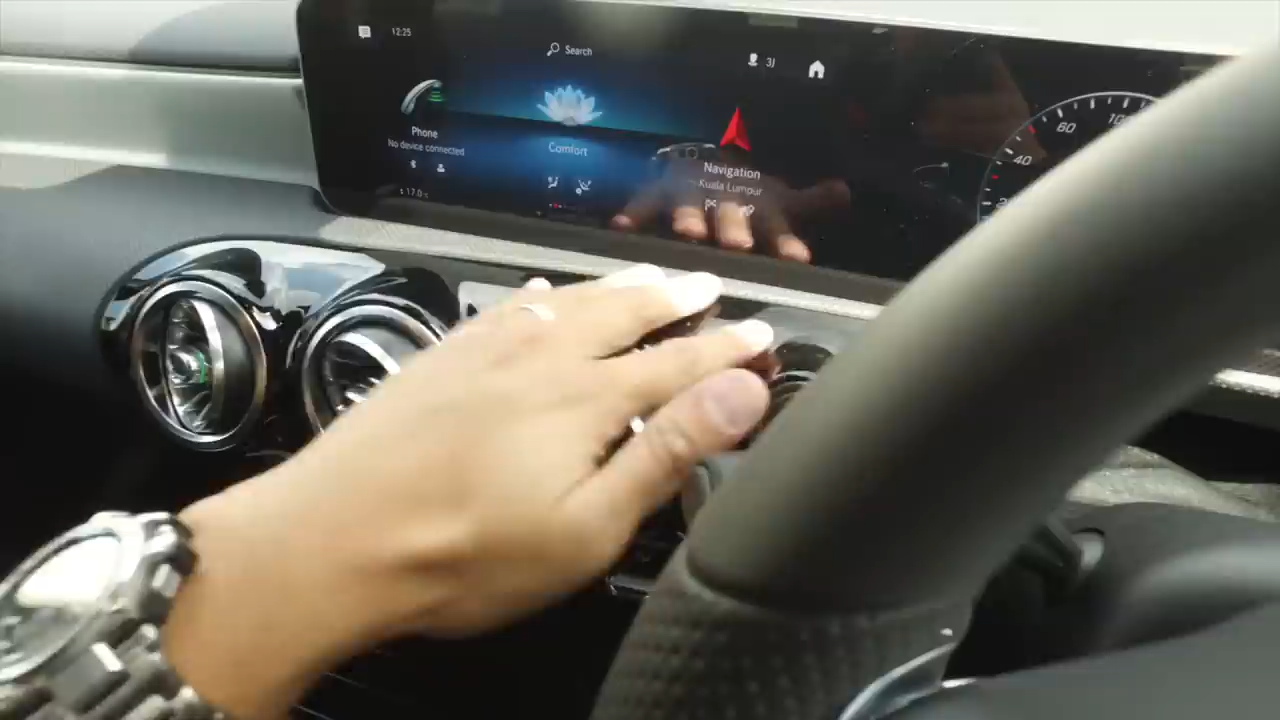 12:25
Search
3J
Phone
No device connected
Comfort
Navigation
Kuala Lumpur
17.0
40
60